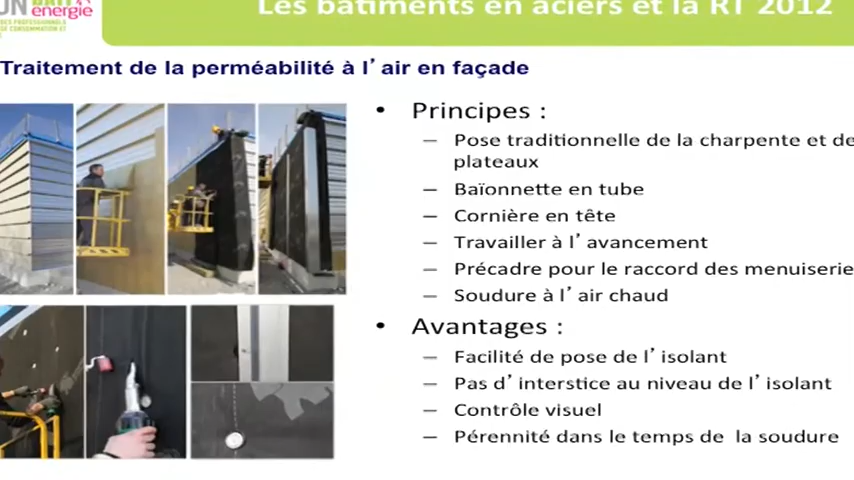 Les bâtiments en aciers et la RT 2012
énergie
DES PROFESSIONNELS
Traitement de la perméabilité à l'air en façade
• Principes :
– Pose traditionnelle de la charpente et de
plateaux
– Baïonnette en tube
– Cornière en tête
– Travailler à l'avancement
– Précadre pour le raccord des menuiserie
– Soudure à l'air chaud
• Avantages :
– Facilité de pose de l'isolant
– Pas d'interstice au niveau de l'isolant
– Contrôle visuel
– Pérennité dans le temps de la soudure